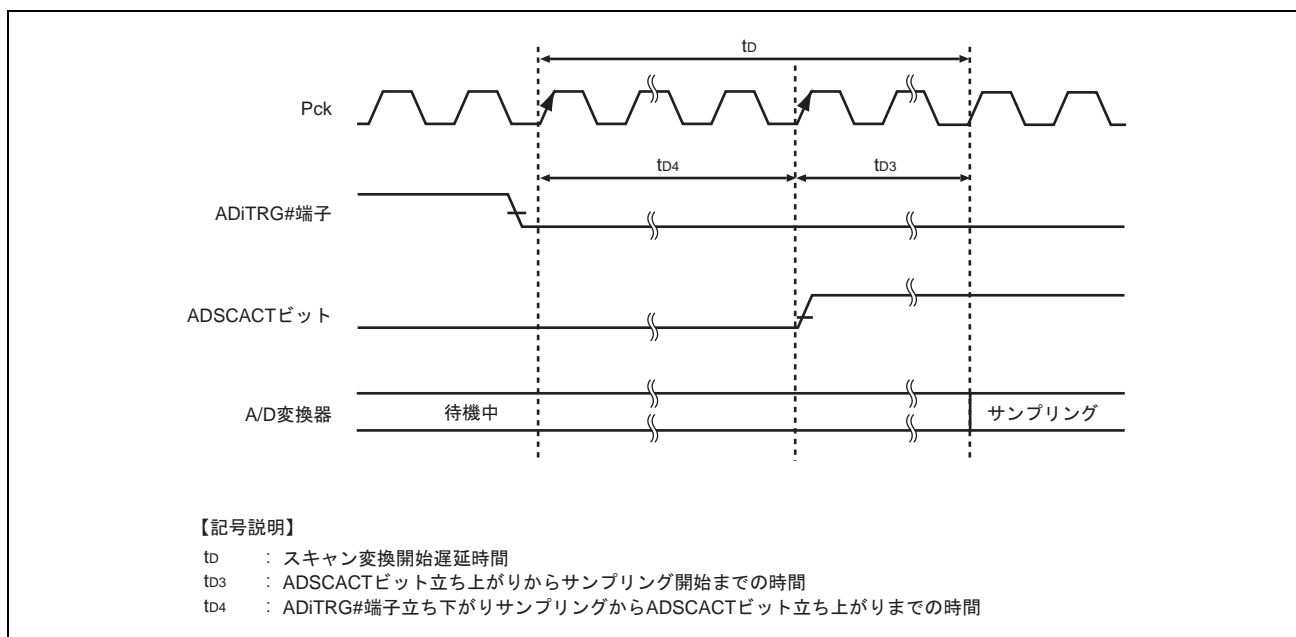 tD
Pck
tD4 tD3
ADiTRG#端子
ADSCACTビット
A/D変換器 待機中 サンプリング
【記号説明】
tD : スキャン変換開始遅延時間
tD3 : ADSCACTビット立ち上がりからサンプリング開始までの時間
tD4 : ADiTRG#端子立ち下がりサンプリングからADSCACTビット立ち上がりまでの時間